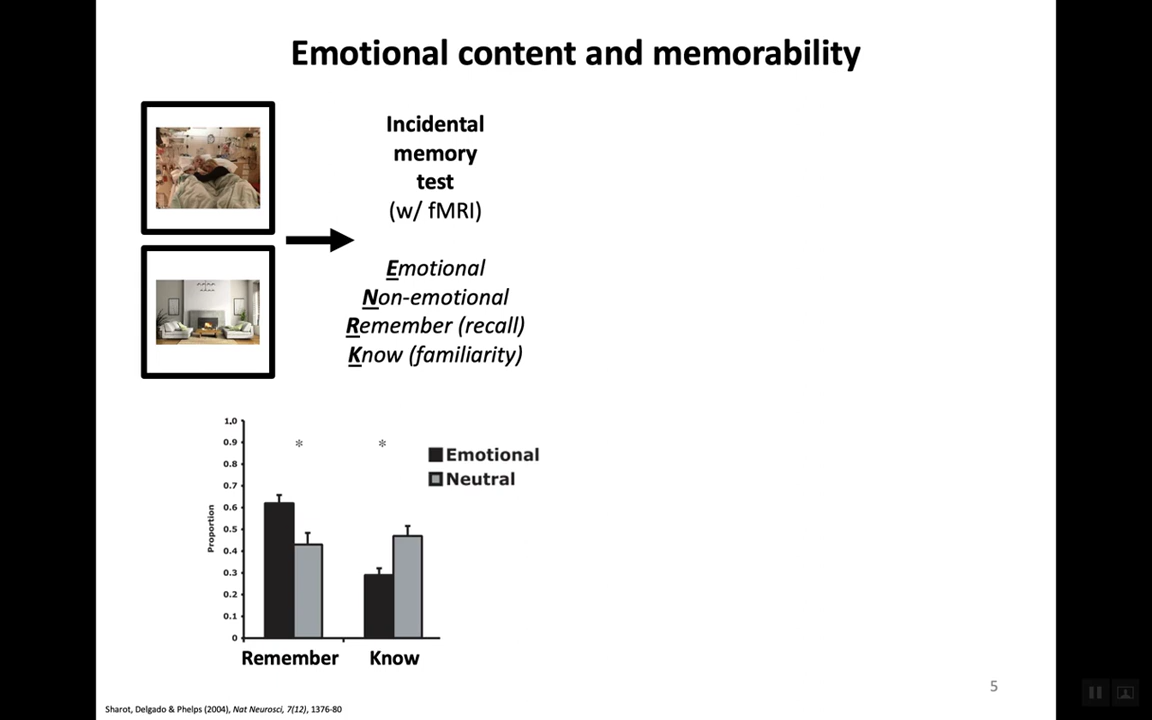 Emotional content and memorability
Incidental
memory
test
(w/ fMRI)
Emotional
Non-emotional
Remember (recall)
Know (familiarity)
1.0
0.9
0.8
0.7
0.6
0.5
0.4
0.3
0.2
0.1
0
Proportion
*
*
Emotional
Neutral
Remember
Know
5
Sharot, Delgado & Phelps (2004), Nat Neurosci, 7(12), 1376-80